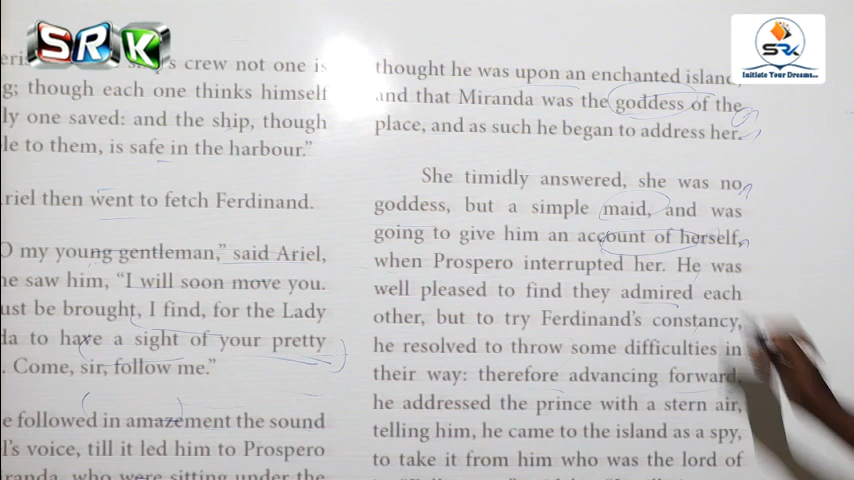 SRK
SRK
Initiate Your Dreams...
crew not one is
g; though each one thinks himself
ly one saved: and the ship, though
le to them, is safe in the harbour.”
riel then went to fetch Ferdinand.
O my young gentleman,” said Ariel,
he saw him, “I will soon move you.
ust be brought, I find, for the Lady
da to have a sight of your pretty
. Come, sir, follow me.”
e followed in amazement the sound
l’s voice, till it led him to Prospero
randa, who were sitting under the
thought he was upon an enchanted island,
and that Miranda was the goddess of the
place, and as such he began to address her.
She timidly answered, she was no
goddess, but a simple maid, and was
going to give him an account of herself,
when Prospero interrupted her. He was
well pleased to find they admired each
other, but to try Ferdinand’s constancy,
he resolved to throw some difficulties in
their way: therefore advancing forward,
he addressed the prince with a stern air,
telling him, he came to the island as a spy,
to take it from him who was the lord of